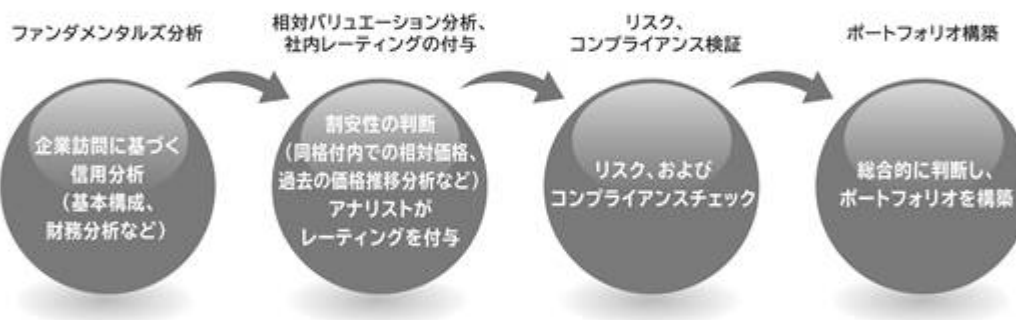 ファンダメンタルズ分析
相対バリュエーション分析、
社内レーティングの付与
リスク、
コンプライアンス検証
ポートフォリオ構築
企業訪問に基づく
信用分析
（基本構成、
財務分析など）
割安性の判断
（同格付内での相対価格、
過去の価格推移分析など）
アナリストが
レーティングを付与
リスク、および
コンプライアンスチェック
総合的に判断し、
ポートフォリオを構築